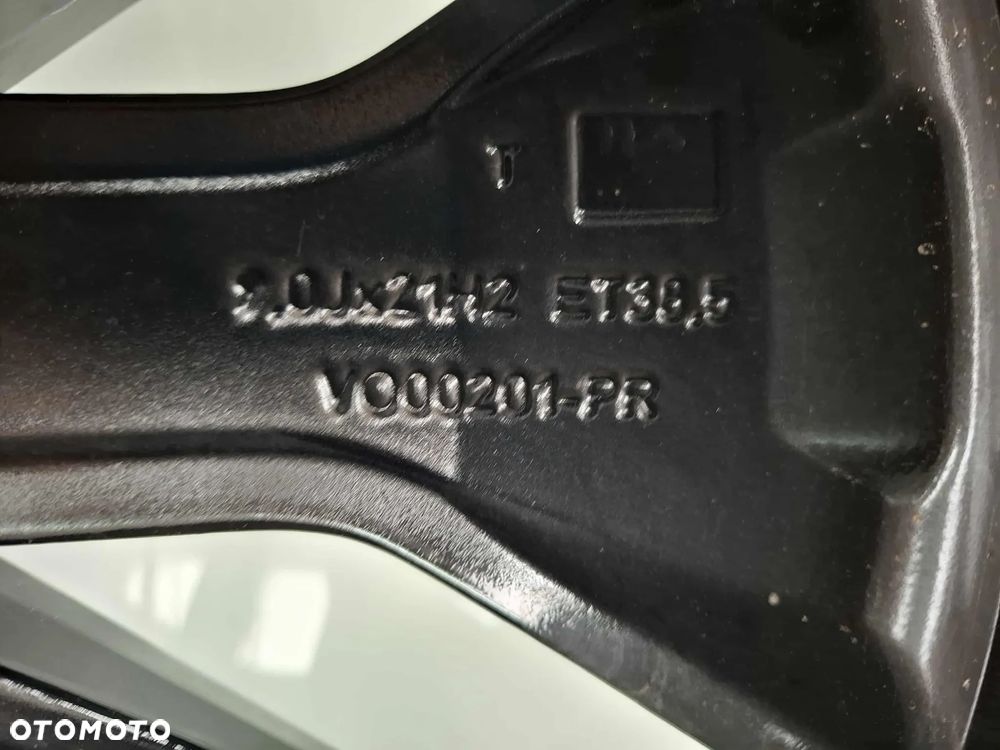 T
9,0Jx21H2 ET38,5
VO00201-PR
OTOMOTO